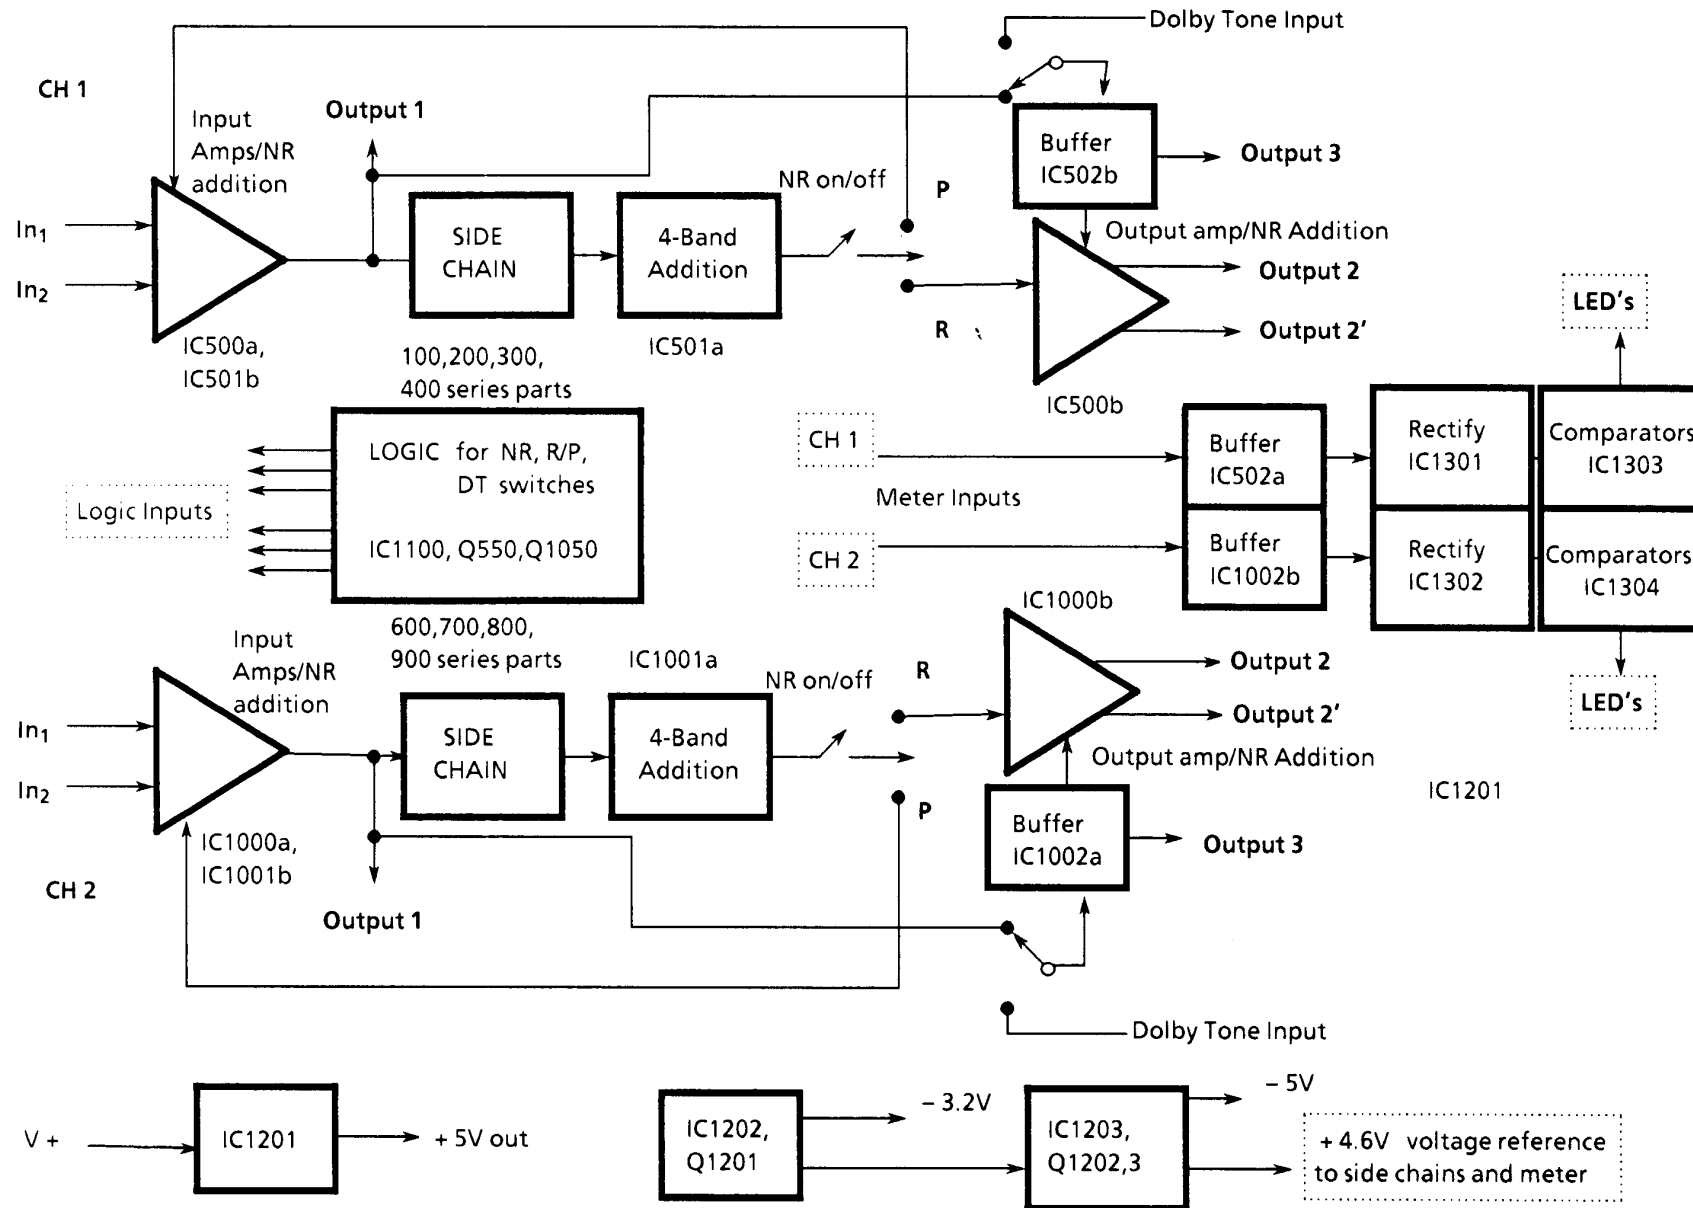 Dolby Tone Input
CH 1
Input
Amps/NR
addition
Output 1
Buffer
IC502b
Output 3
NR on/off
P
In1
In2
SIDE
CHAIN
4-Band
Addition
Output amp/NR Addition
Output 2
Output 2'
R
LED's
IC500a,
IC501b
100,200,300,
400 series parts
IC501a
IC500b
LOGIC for NR, R/P,
DT switches
IC1100, Q550,Q1050
Logic Inputs
CH 1
Meter Inputs
CH 2
Buffer
IC502a
Rectify
IC1301
Comparators
IC1303
Buffer
IC1002b
Rectify
IC1302
Comparators
IC1304
LED's
600,700,800,
900 series parts
Input
Amps/NR
addition
IC1001a
NR on/off
R
IC1000b
Output 2
Output 2'
Output amp/NR Addition
In1
In2
SIDE
CHAIN
4-Band
Addition
P
Buffer
IC1002a
Output 3
IC1201
IC1000a,
IC1001b
CH 2
Output 1
Dolby Tone Input
V +
IC1201
+ 5V out
IC1202,
Q1201
– 3.2V
IC1203,
Q1202,3
– 5V
+ 4.6V voltage reference
to side chains and meter